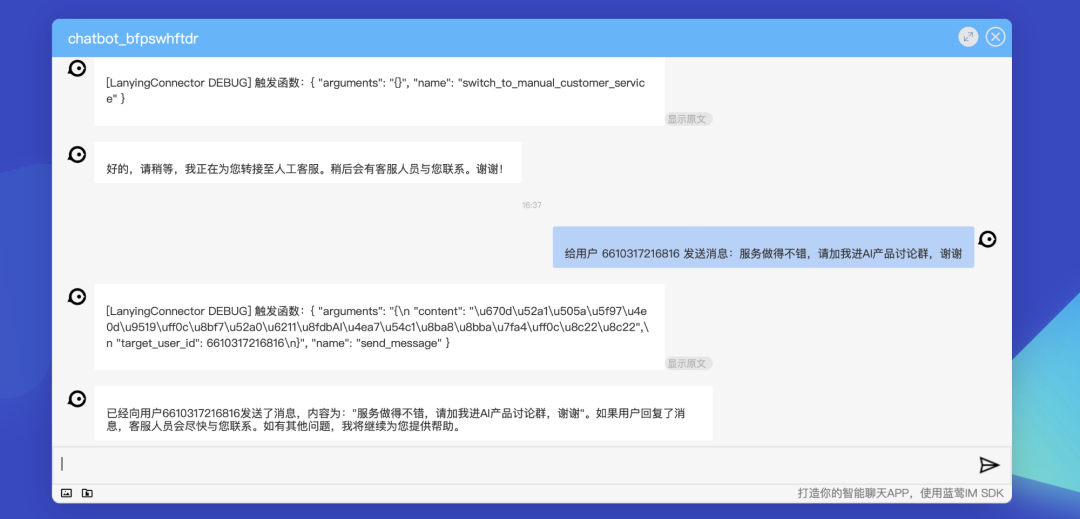 chatbot_bfpswhftdr
[LanyingConnector DEBUG] 触发函数：{ "arguments": "{}", "name": "switch_to_manual_customer_servic
e" }
显示原文
好的，请稍等，我正在为您转接至人工客服。稍后会有客服人员与您联系。谢谢！
16:37
给用户 6610317216816 发送消息：服务做得不错，请加我进AI产品讨论群，谢谢
[LanyingConnector DEBUG] 触发函数：{ "arguments": "{\n "content": "\u670d\u52a1\u505a\u5f97\u4e
0d\u9519\uff0c\u8bf7\u52a0\u6211\u8fdbAI\u4ea7\u54c1\u8ba8\u8bba\u7fa4\uff0c\u8c22\u8c22",\
n "target_user_id": 6610317216816\n}", "name": "send_message" }
显示原文
已经向用户6610317216816发送了消息，内容为："服务做得不错，请加我进AI产品讨论群，谢谢"。如果用户回复了消
息，客服人员会尽快与您联系。如有其他问题，我将继续为您提供帮助。
打造你的智能聊天APP，使用蓝莺IM SDK